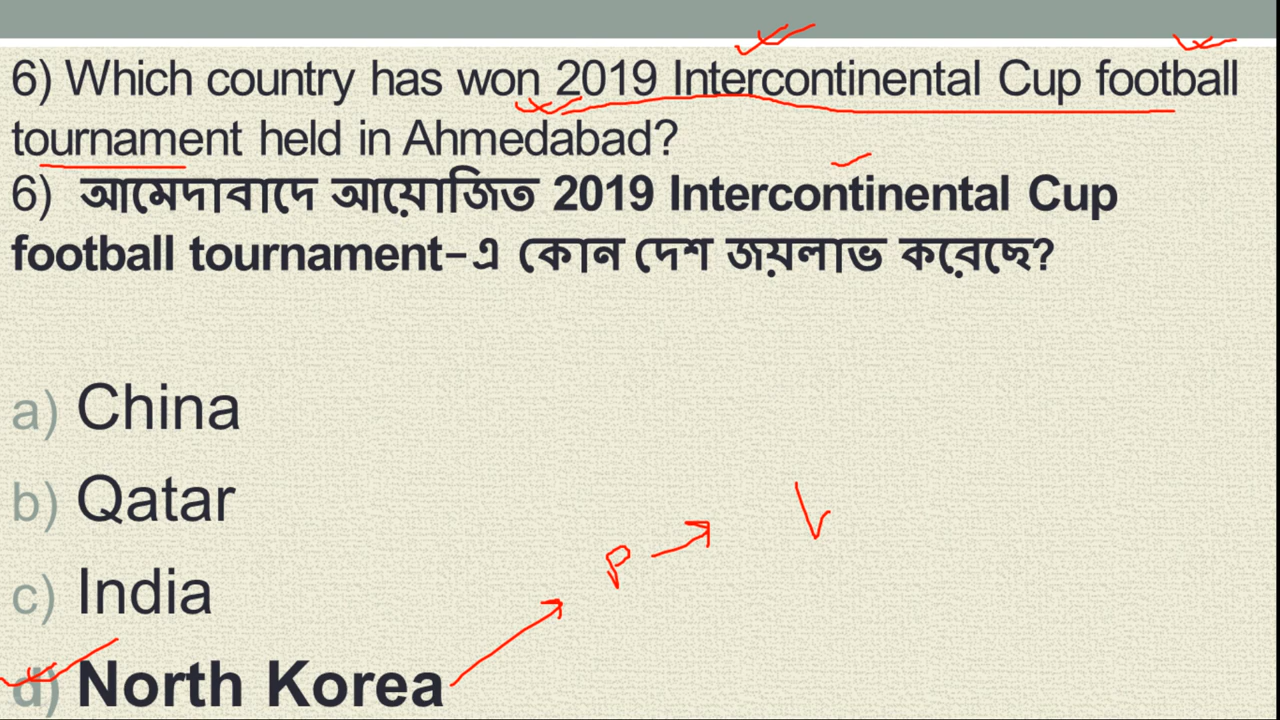 6) Which country has won 2019 Intercontinental Cup football
tournament held in Ahmedabad?
6) আমেদাবাদে আয়োজিত 2019 Intercontinental Cup
football tournament-এ কোন দেশ জয়লাভ করেছে?
a) China
b) Qatar
c) India
d) North Korea
P